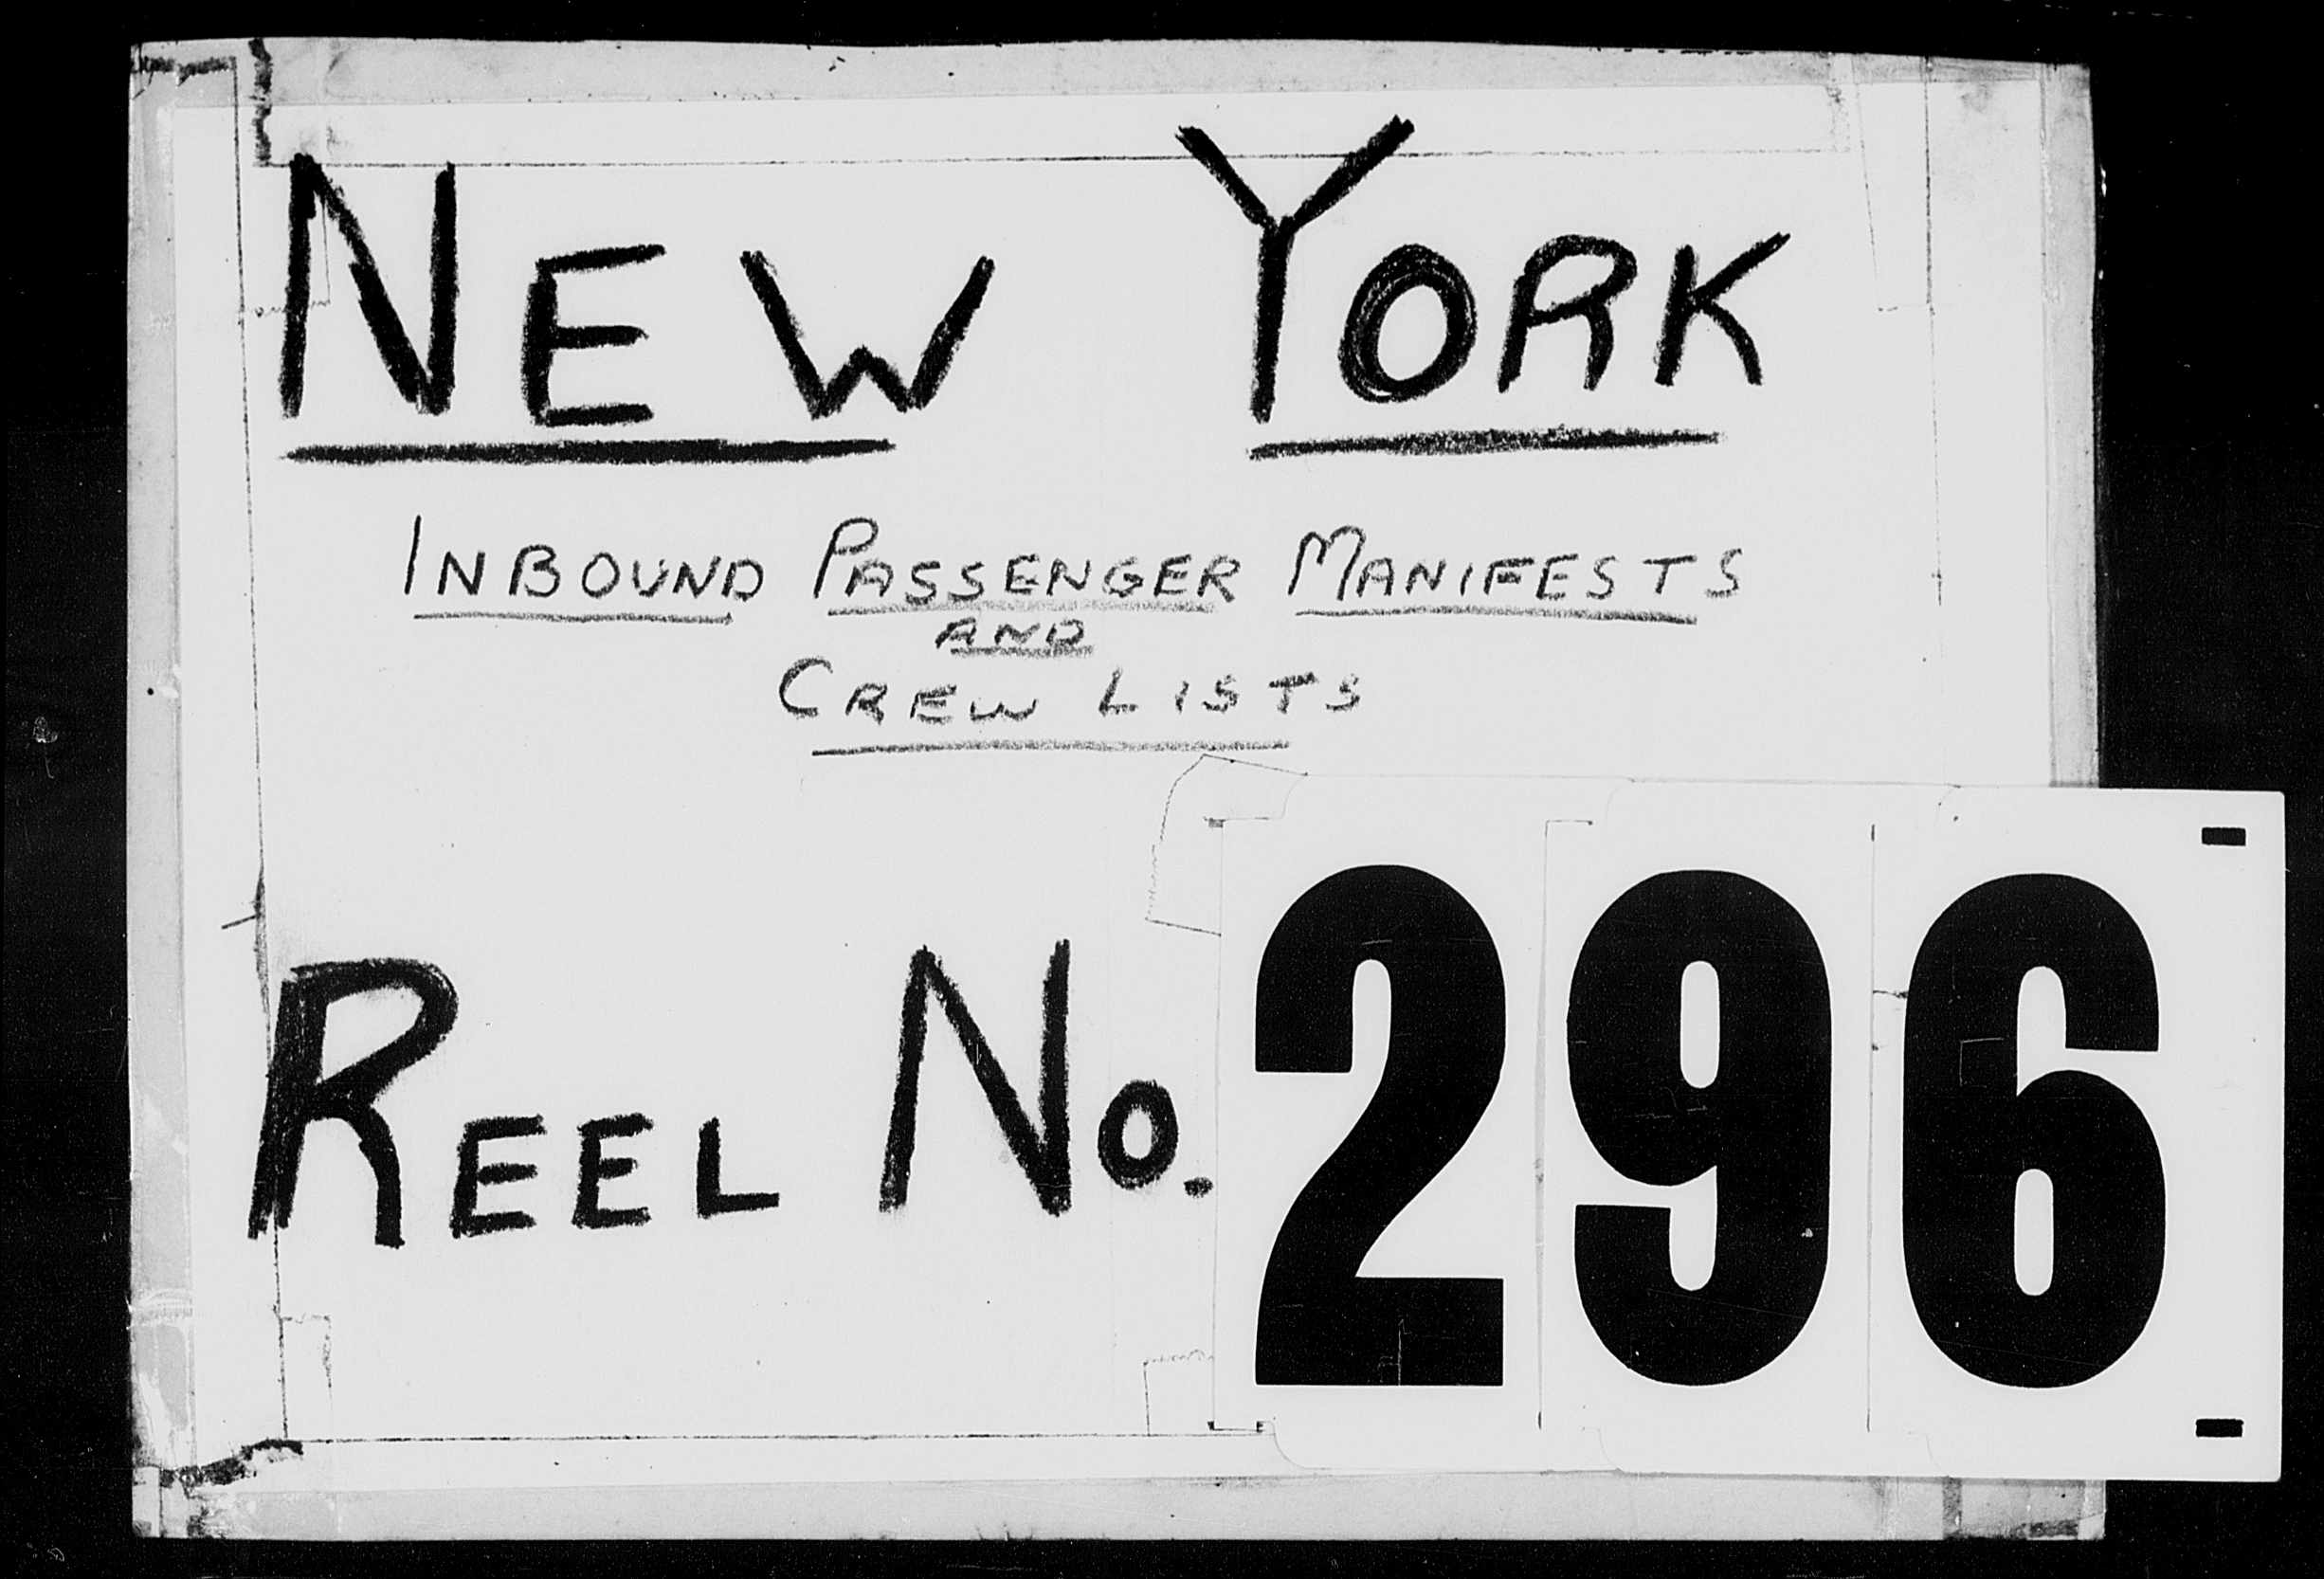 NEW YORK
INBOUND PASSENGER MANIFESTS
AND
CREW LISTS
REEL NO. 296